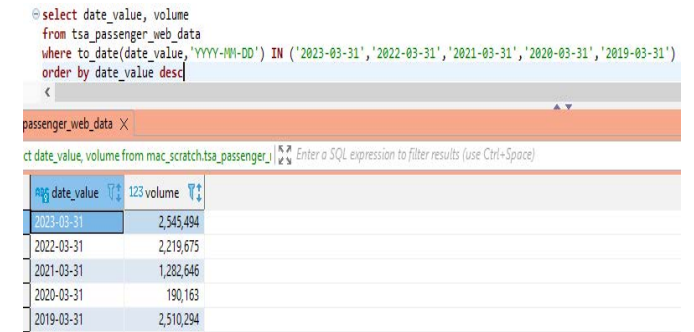 select date_value, volume
from tsa_passenger_web_data
where to_date(date_value,'YYYY-MM-DD') IN ('2023-03-31','2022-03-31','2021-03-31','2020-03-31','2019-03-31')
order by date_value desc
passenger_web_data
ct date_value, volume from mac_scratch.tsa_passenger_ Enter a SQL expression to filter results (use Ctrl+Space)
ABC date_value 123 volume
2023-03-31 2,545,494
2022-03-31 2,219,675
2021-03-31 1,282,646
2020-03-31 190,163
2019-03-31 2,510,294